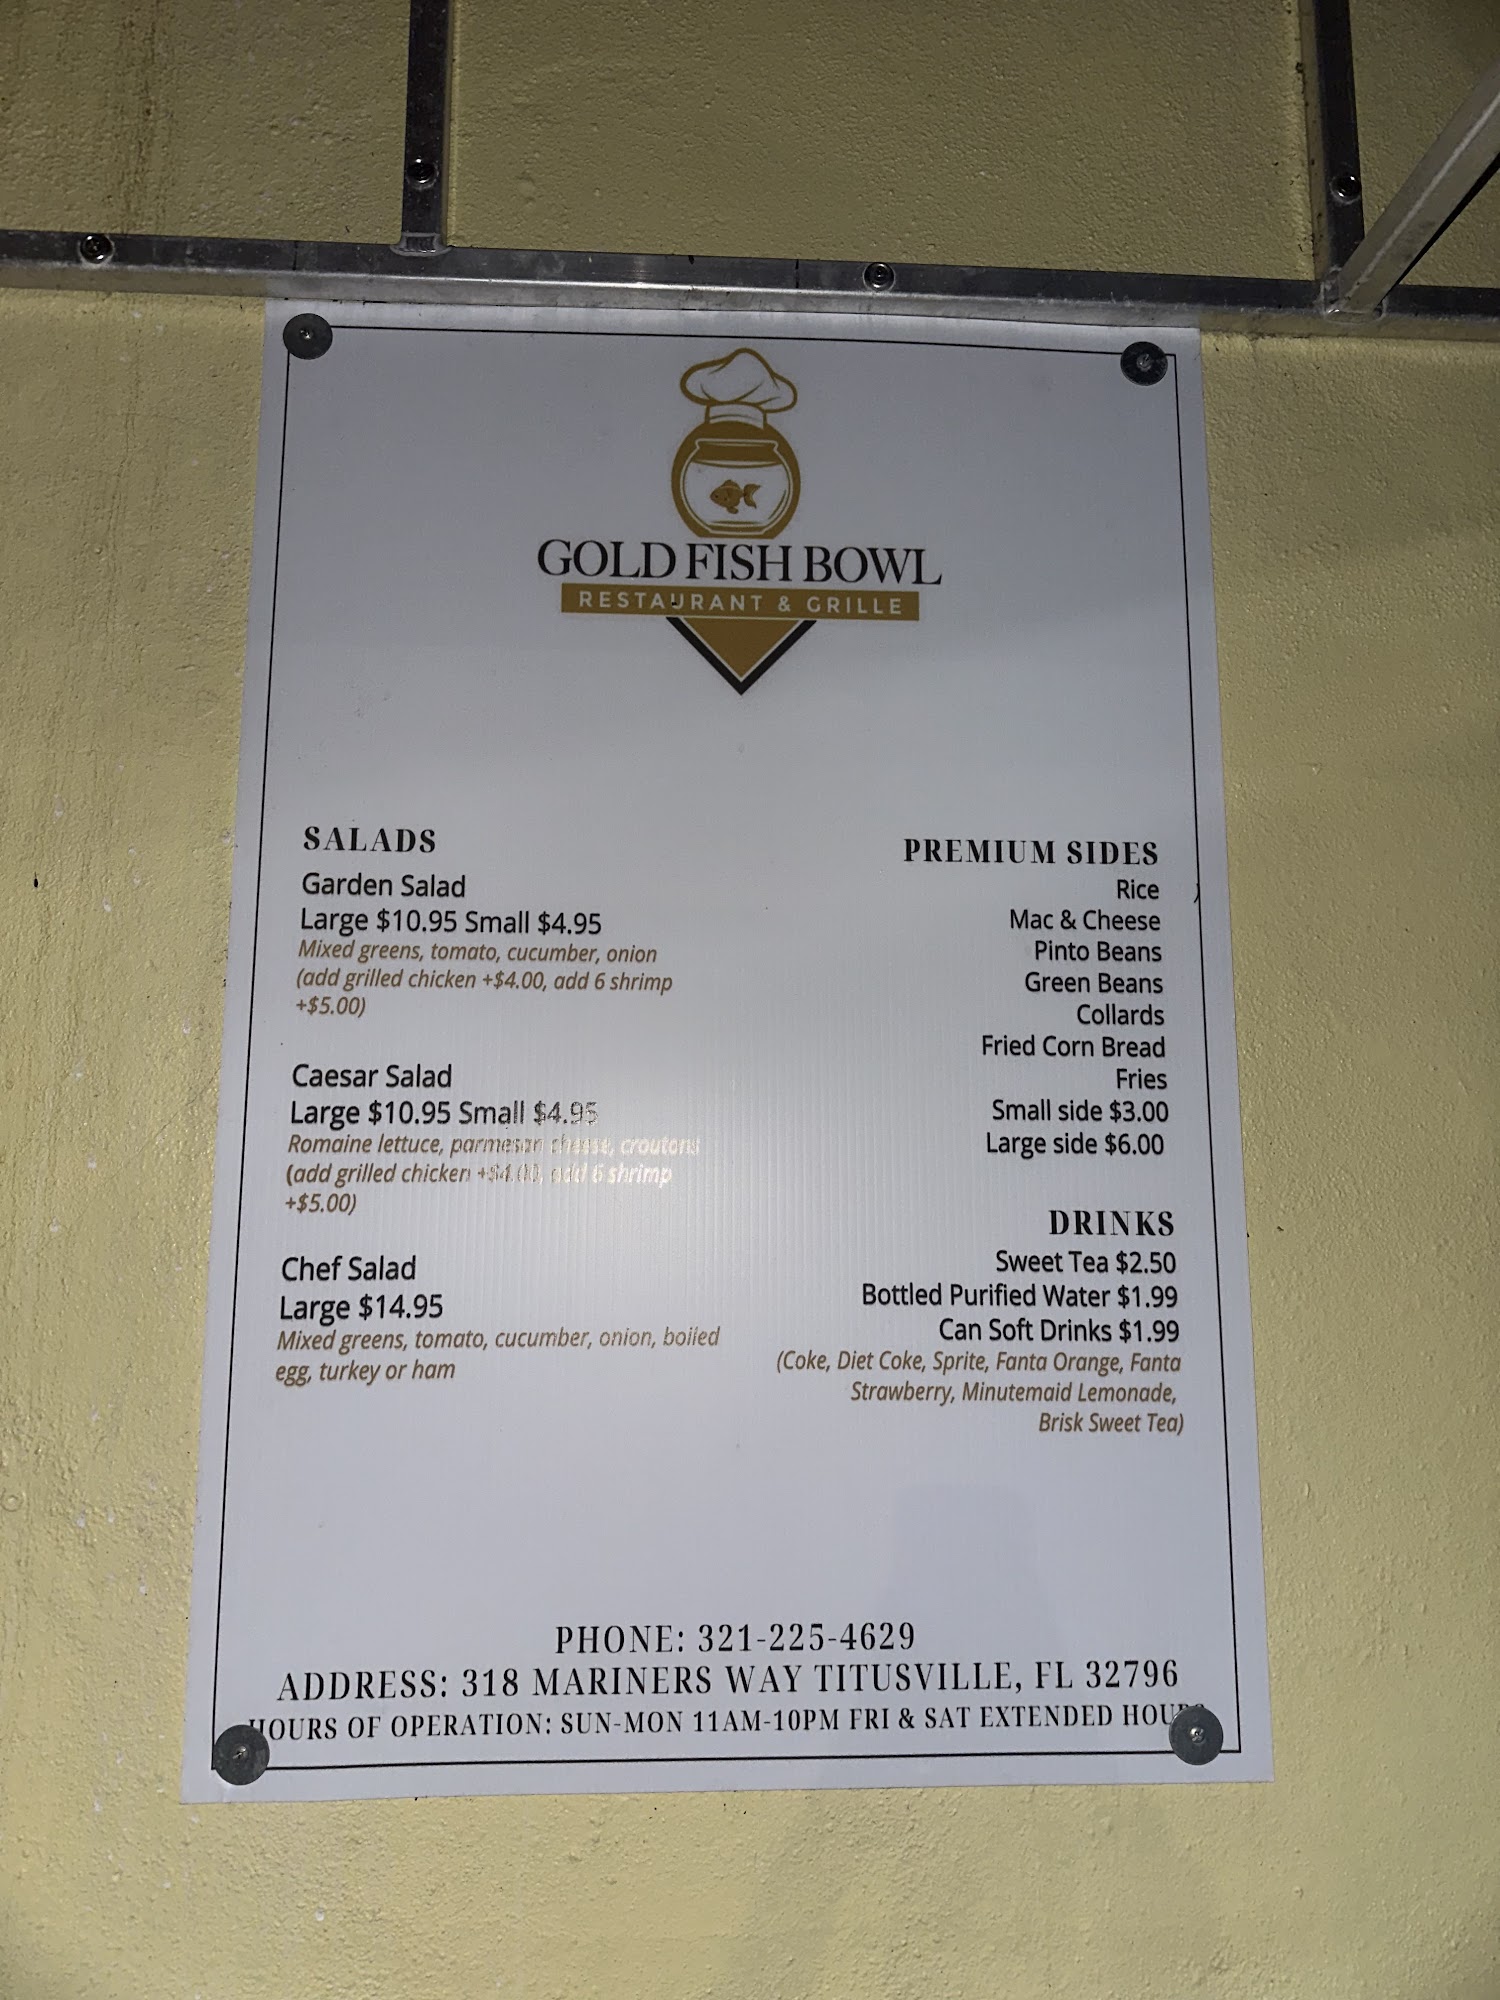 GOLD FISH BOWL
RESTAURANT & GRILLE
SALADS
Garden Salad
Large $10.95 Small $4.95
Mixed greens, tomato, cucumber, onion
(add grilled chicken +$4.00, add 6 shrimp
+$5.00)
Caesar Salad
Large $10.95 Small $4.95
Romaine lettuce, parmesan cheese, croutons
(add grilled chicken +$4.00, add 6 shrimp
+$5.00)
Chef Salad
Large $14.95
Mixed greens, tomato, cucumber, onion, boiled
egg, turkey or ham
PREMIUM SIDES
Rice
Mac & Cheese
Pinto Beans
Green Beans
Collards
Fried Corn Bread
Fries
Small side $3.00
Large side $6.00
DRINKS
Sweet Tea $2.50
Bottled Purified Water $1.99
Can Soft Drinks $1.99
(Coke, Diet Coke, Sprite, Fanta Orange, Fanta
Strawberry, Minutemaid Lemonade,
Brisk Sweet Tea)
PHONE: 321-225-4629
ADDRESS: 318 MARINERS WAY TITUSVILLE, FL 32796
HOURS OF OPERATION: SUN-MON 11AM-10PM FRI & SAT EXTENDED HOURS